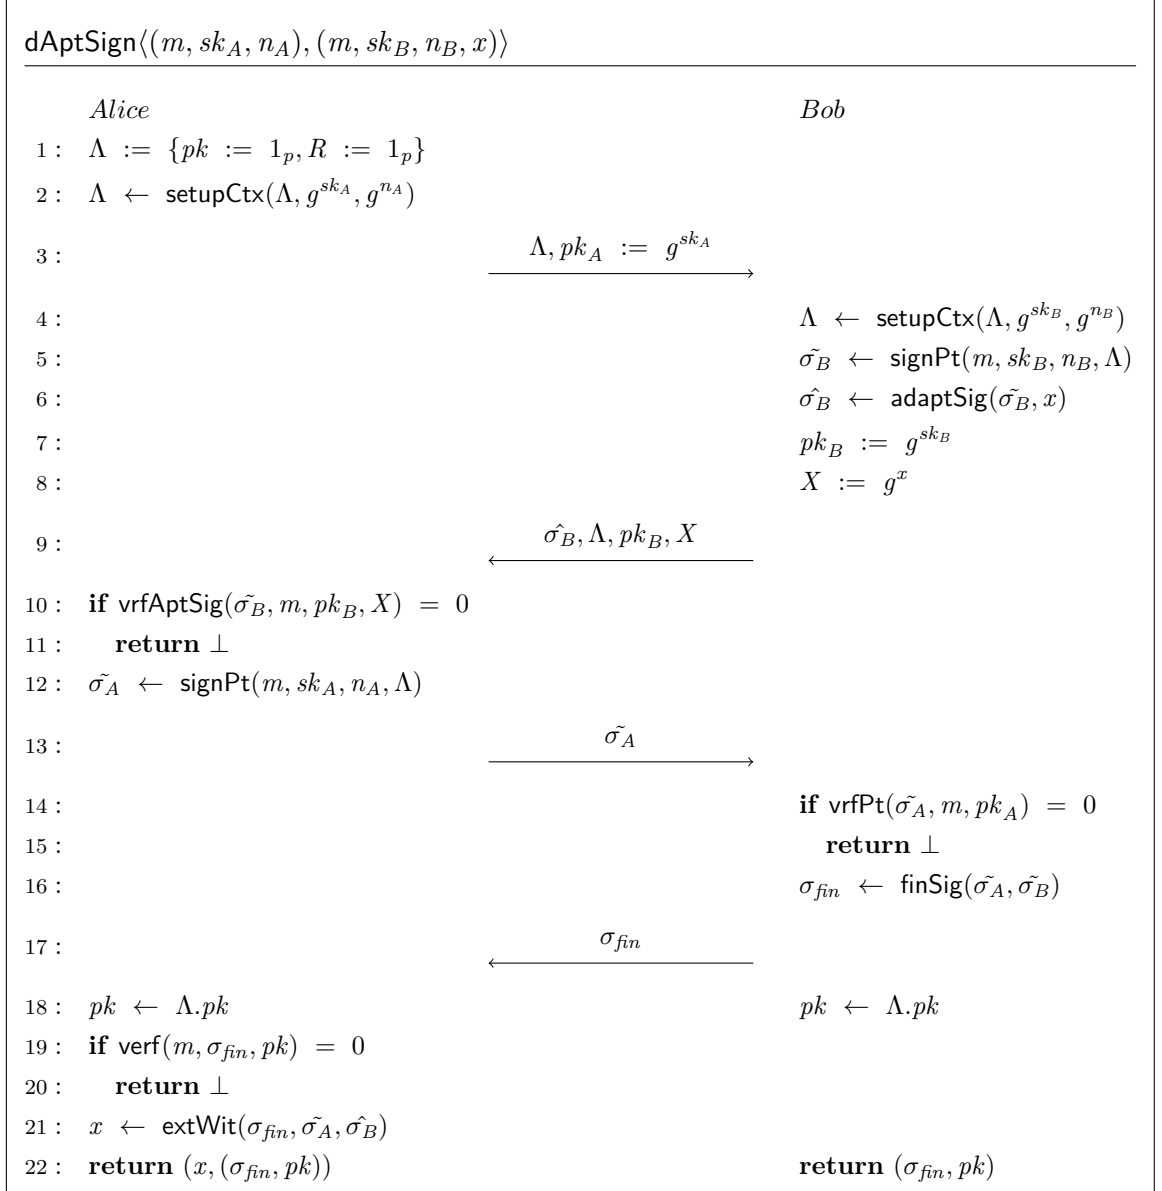 dAptSign⟨(m, sk_A, n_A), (m, sk_B, n_B, x)⟩
Alice Bob
1 : Λ := {pk := 1_p, R := 1_p}
2 : Λ ← setupCtx(Λ, g^{sk_A}, g^{n_A})
3 : Λ, pk_A := g^{sk_A}
4 : Λ ← setupCtx(Λ, g^{sk_B}, g^{n_B})
5 : σ̃_B ← signPt(m, sk_B, n_B, Λ)
6 : σ̂_B ← adaptSig(σ̃_B, x)
7 : pk_B := g^{sk_B}
8 : X := g^x
9 : σ̂_B, Λ, pk_B, X
10 : if vrfAptSig(σ̃_B, m, pk_B, X) = 0
11 : return ⊥
12 : σ̃_A ← signPt(m, sk_A, n_A, Λ)
13 : σ̃_A
14 : if vrfPt(σ̃_A, m, pk_A) = 0
15 : return ⊥
16 : σ_fin ← finSig(σ̃_A, σ̃_B)
17 : σ_fin
18 : pk ← Λ.pk pk ← Λ.pk
19 : if verf(m, σ_fin, pk) = 0
20 : return ⊥
21 : x ← extWit(σ_fin, σ̃_A, σ̂_B)
22 : return (x, (σ_fin, pk)) return (σ_fin, pk)